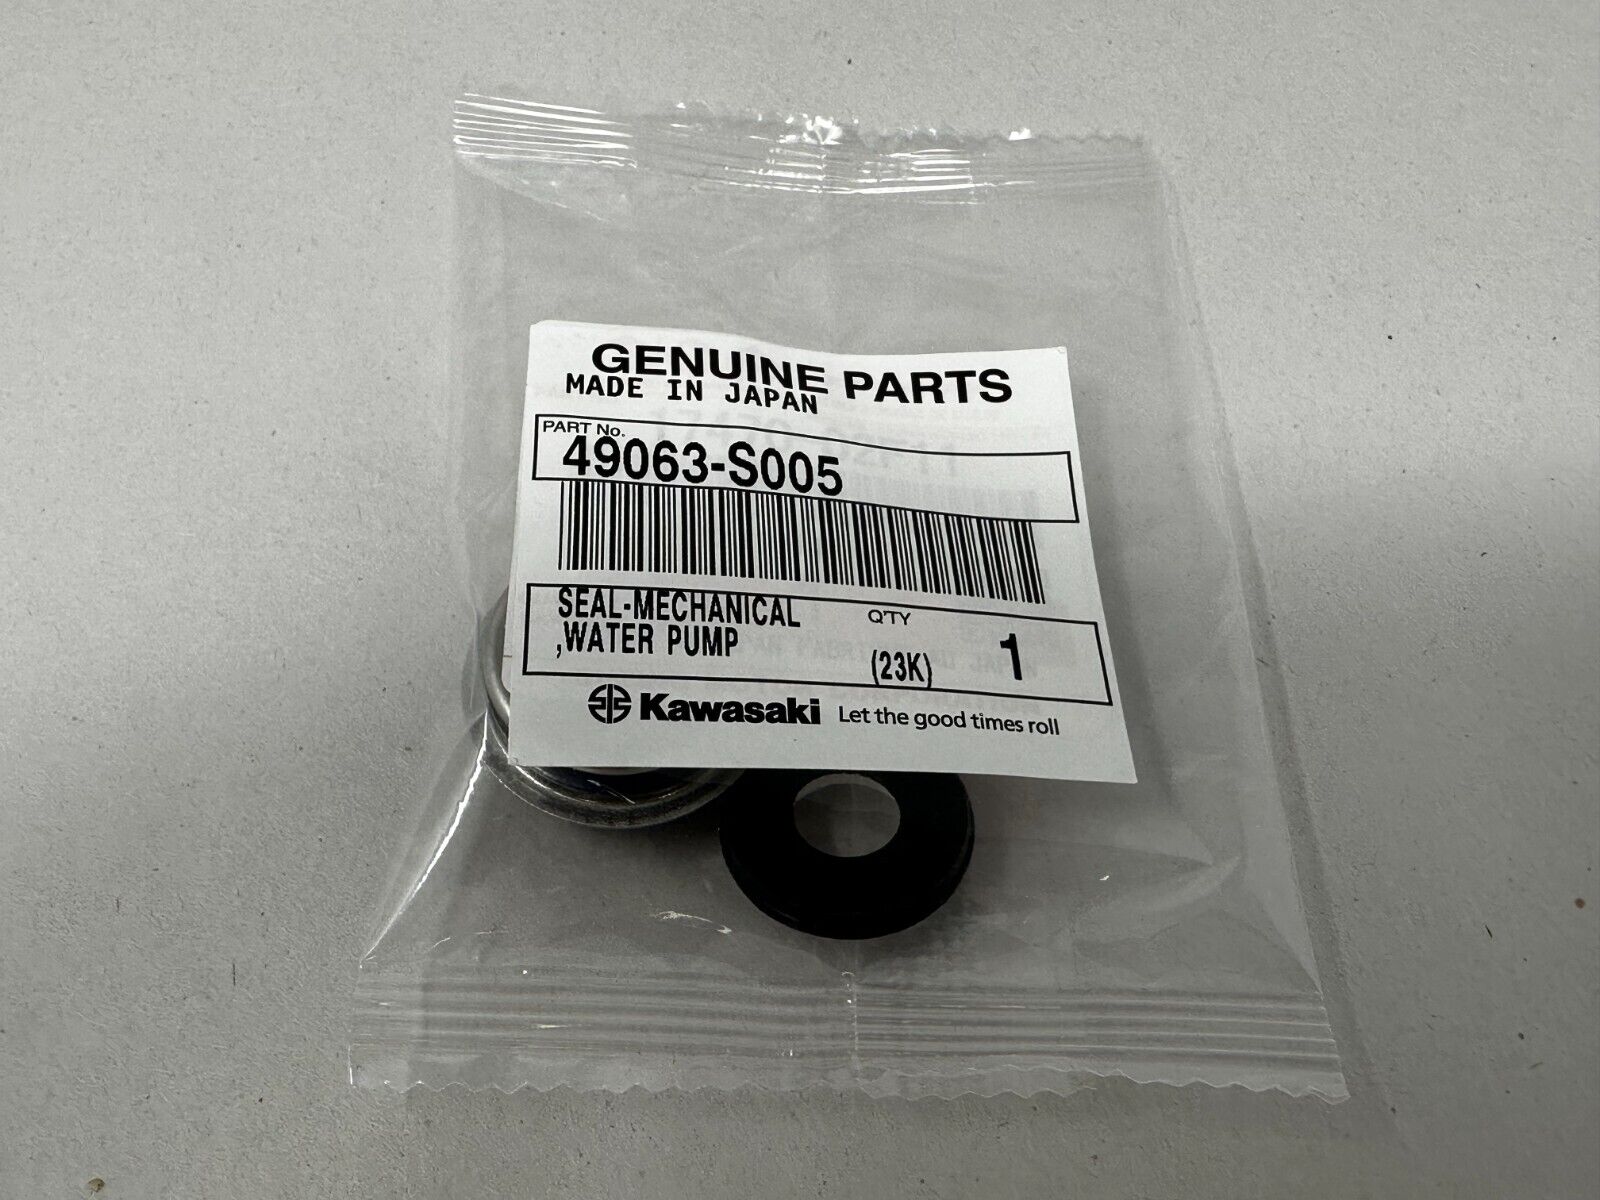 GENUINE PARTS
MADE IN JAPAN
PART No.
49063-S005
SEAL-MECHANICAL
,WATER PUMP
Q'TY
(23K)
1
Kawasaki Let the good times roll